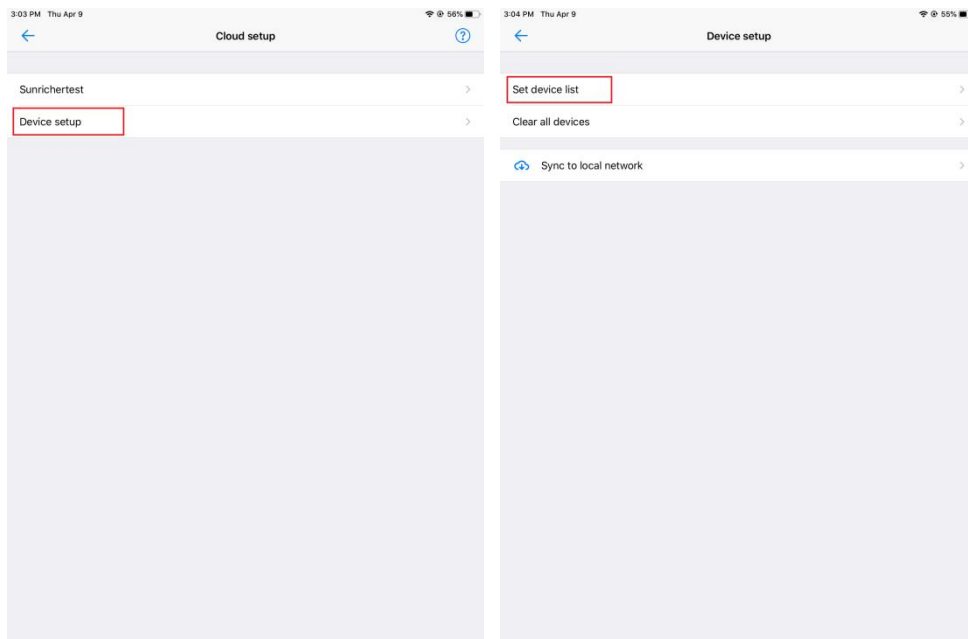 3:03 PM Thu Apr 9
56%
Cloud setup
?
Sunrichertest
Device setup
3:04 PM Thu Apr 9
55%
Device setup
Set device list
Clear all devices
Sync to local network